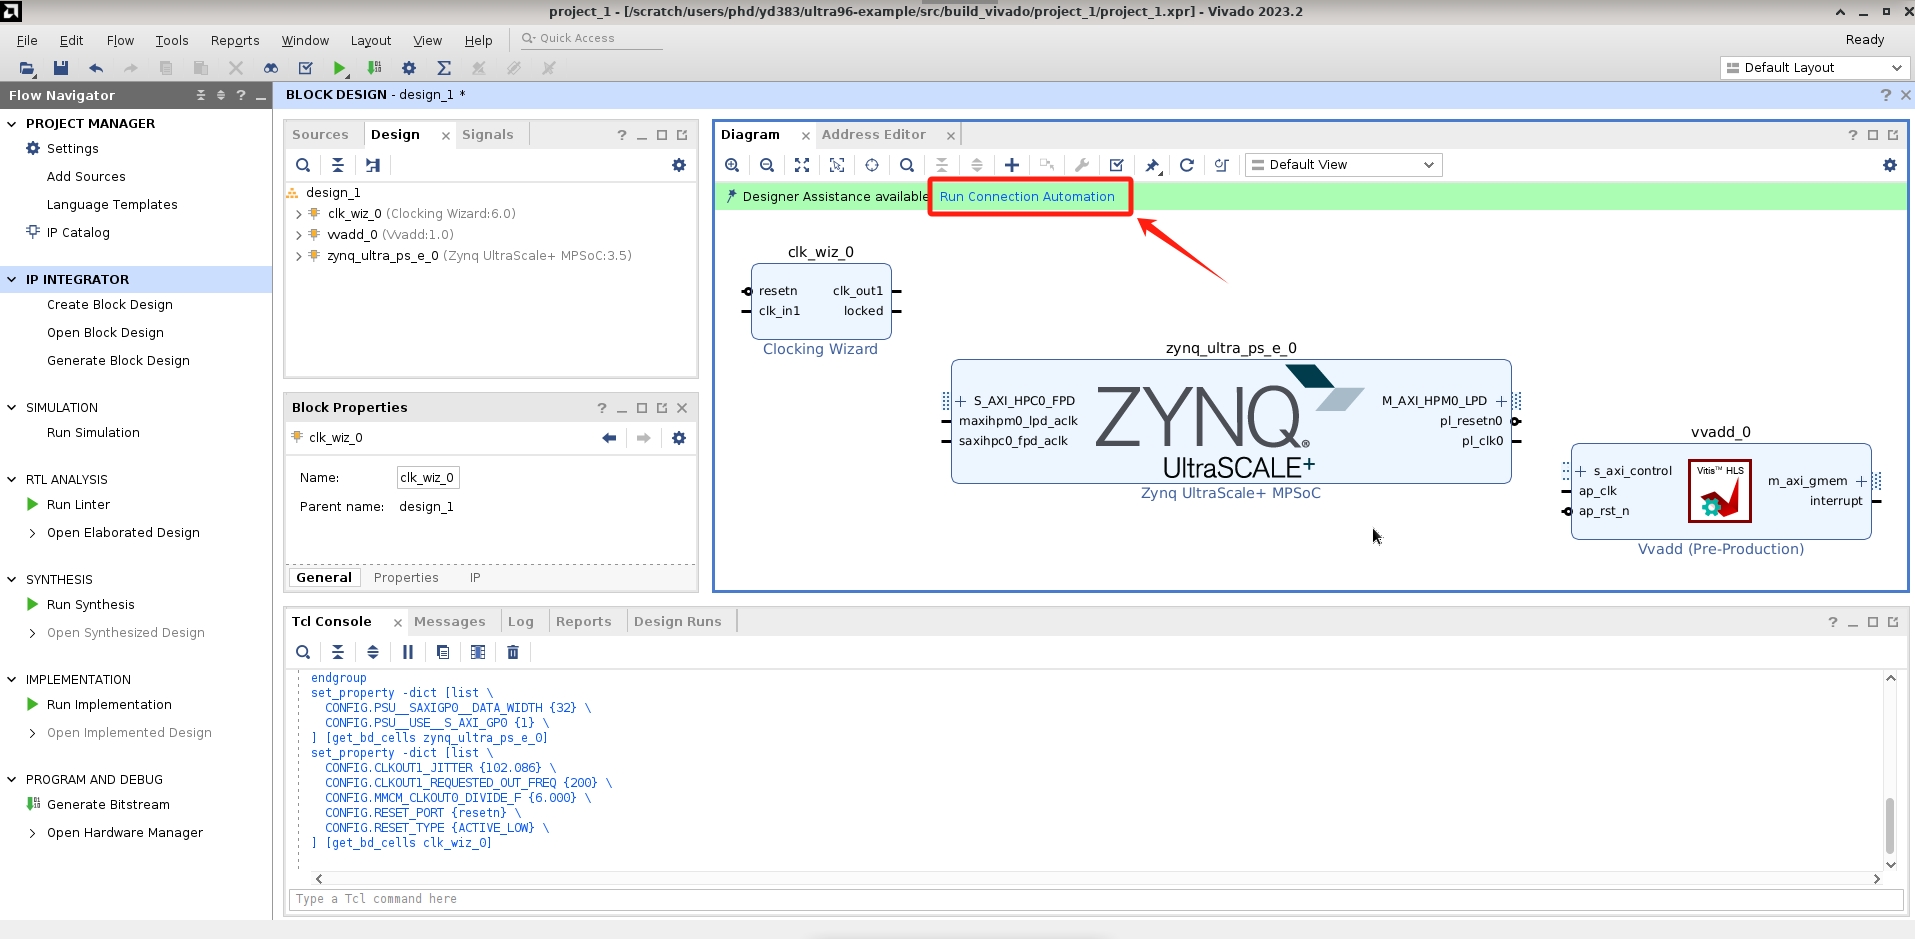 project_1 - [/scratch/users/phd/yd383/ultra96-example/src/build_vivado/project_1/project_1.xpr] - Vivado 2023.2
File Edit Flow Tools Reports Window Layout View Help Quick Access Ready
Default Layout
Flow Navigator
PROJECT MANAGER
Settings
Add Sources
Language Templates
IP Catalog
IP INTEGRATOR
Create Block Design
Open Block Design
Generate Block Design
SIMULATION
Run Simulation
RTL ANALYSIS
Run Linter
Open Elaborated Design
SYNTHESIS
Run Synthesis
Open Synthesized Design
IMPLEMENTATION
Run Implementation
Open Implemented Design
PROGRAM AND DEBUG
Generate Bitstream
Open Hardware Manager
BLOCK DESIGN - design_1 *
Sources Design Signals
design_1
clk_wiz_0 (Clocking Wizard:6.0)
vvadd_0 (Vvadd:1.0)
zynq_ultra_ps_e_0 (Zynq UltraScale+ MPSoC:3.5)
Block Properties
clk_wiz_0
Name: clk_wiz_0
Parent name: design_1
General Properties IP
Diagram Address Editor
Default View
Designer Assistance available Run Connection Automation
clk_wiz_0
resetn clk_out1
clk_in1 locked
Clocking Wizard
zynq_ultra_ps_e_0
S_AXI_HPC0_FPD M_AXI_HPM0_LPD
maxihpm0_lpd_aclk pl_resetn0
saxihpc0_fpd_aclk pl_clk0
ZYNQ®
UltraSCALE+
Zynq UltraScale+ MPSoC
vvadd_0
s_axi_control m_axi_gmem
ap_clk interrupt
ap_rst_n
Vitis™ HLS
Vvadd (Pre-Production)
Tcl Console Messages Log Reports Design Runs
endgroup
set_property -dict [list \
CONFIG.PSU__SAXIGP0__DATA_WIDTH {32} \
CONFIG.PSU__USE__S_AXI_GP0 {1} \
] [get_bd_cells zynq_ultra_ps_e_0]
set_property -dict [list \
CONFIG.CLKOUT1_JITTER {102.086} \
CONFIG.CLKOUT1_REQUESTED_OUT_FREQ {200} \
CONFIG.MMCM_CLKOUT0_DIVIDE_F {6.000} \
CONFIG.RESET_PORT {resetn} \
CONFIG.RESET_TYPE {ACTIVE_LOW} \
] [get_bd_cells clk_wiz_0]
Type a Tcl command here